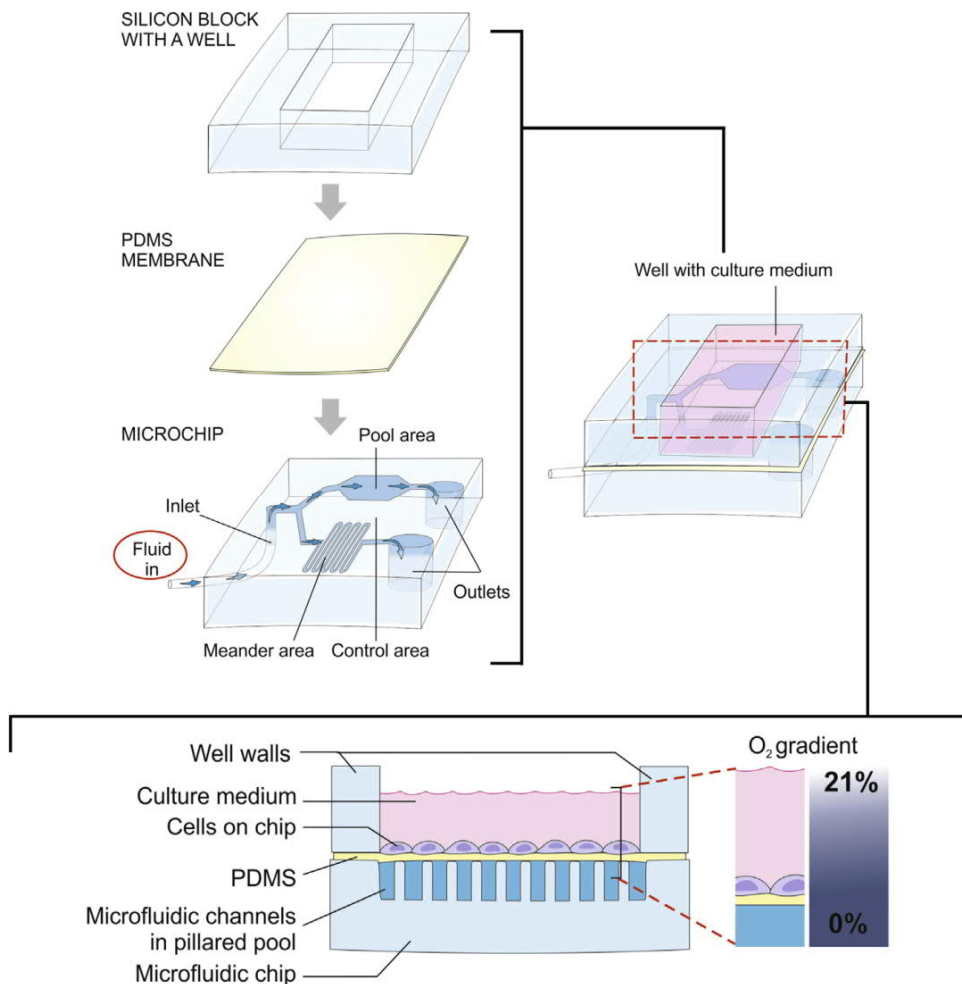 SILICON BLOCK
WITH A WELL
PDMS
MEMBRANE
Well with culture medium
MICROCHIP
Pool area
Inlet
Fluid
in
Outlets
Meander area
Control area
O₂ gradient
Well walls
21%
Culture medium
Cells on chip
PDMS
Microfluidic channels
in pillared pool
0%
Microfluidic chip